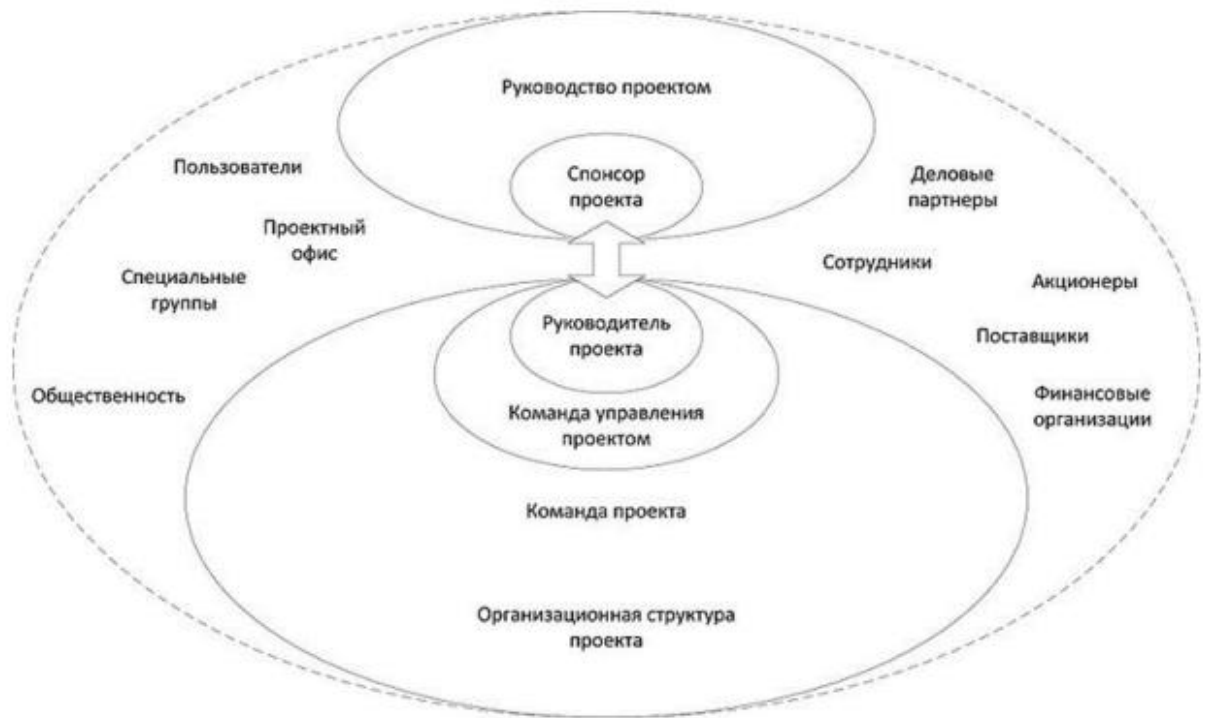 Руководство проектом
Пользователи
Спонсор
проекта
Деловые
партнеры
Проектный
офис
Сотрудники
Специальные
группы
Акционеры
Руководитель
проекта
Поставщики
Общественность
Финансовые
организации
Команда управления
проектом
Команда проекта
Организационная структура
проекта